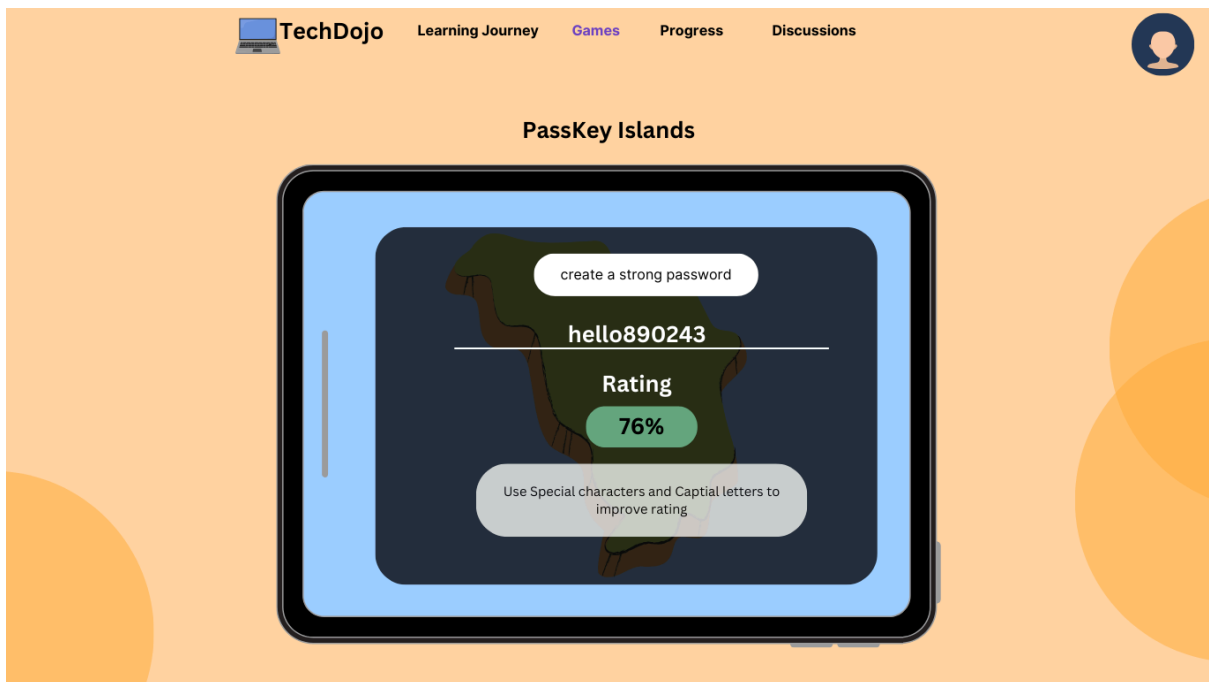 TechDojo Learning Journey Games Progress Discussions
PassKey Islands
create a strong password
hello890243
Rating
76%
Use Special characters and Captial letters to
improve rating